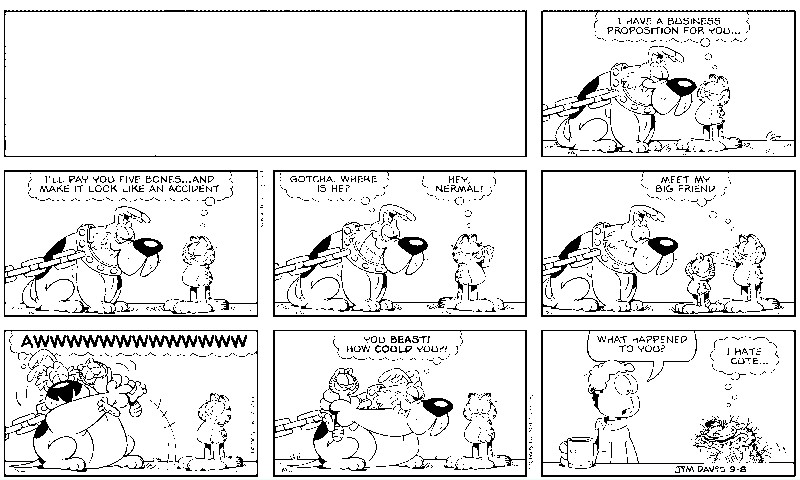 I HAVE A BUSINESS
PROPOSITION FOR YOU...
I'LL PAY YOU FIVE BONES...AND
MAKE IT LOOK LIKE AN ACCIDENT
GOTCHA. WHERE
IS HE?
HEY,
NERMAL!
MEET MY
BIG FRIEND
AWWWWWWWWWWWWWWW
YOU BEAST!
HOW COULD YOU?!
WHAT HAPPENED
TO YOU?
I HATE
CUTE...
JIM DAVIS 9-8